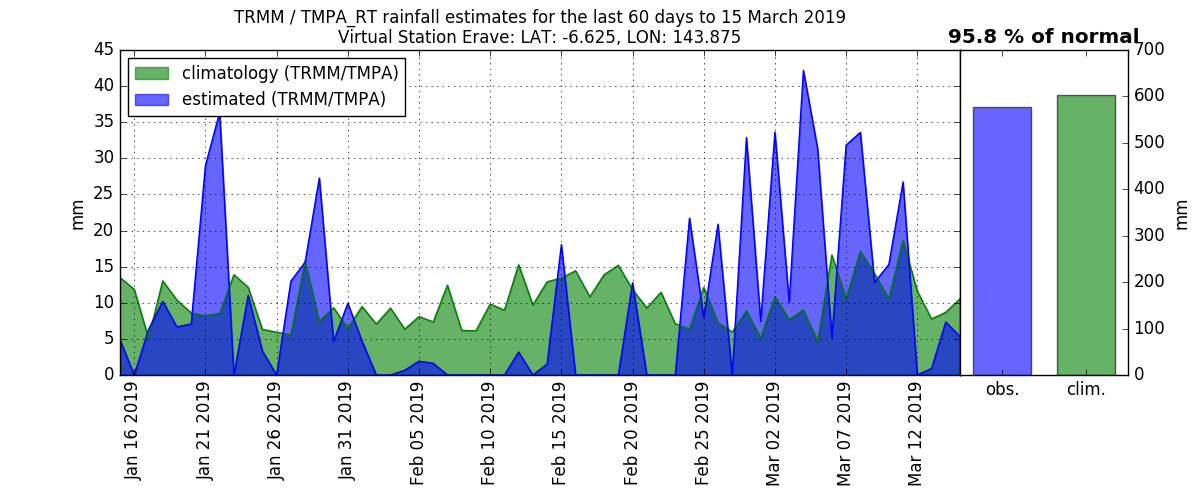 TRMM / TMPA_RT rainfall estimates for the last 60 days to 15 March 2019
Virtual Station Erave: LAT: -6.625, LON: 143.875
95.8 % of normal
climatology (TRMM/TMPA)
estimated (TRMM/TMPA)
45
40
35
30
25
20
15
10
5
0
mm
Jan 16 2019
Jan 21 2019
Jan 26 2019
Jan 31 2019
Feb 05 2019
Feb 10 2019
Feb 15 2019
Feb 20 2019
Feb 25 2019
Mar 02 2019
Mar 07 2019
Mar 12 2019
obs.
clim.
700
600
500
400
300
200
100
0
mm